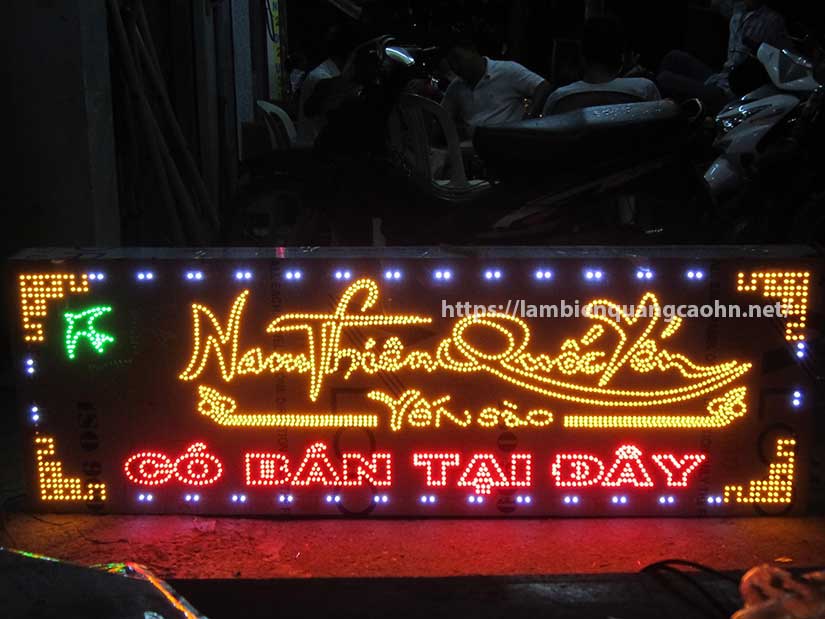 https://lambienquangcaohn.net/
Nam Thiên Quốc Yến
Yến sào
CÓ BÁN TẠI ĐÂY